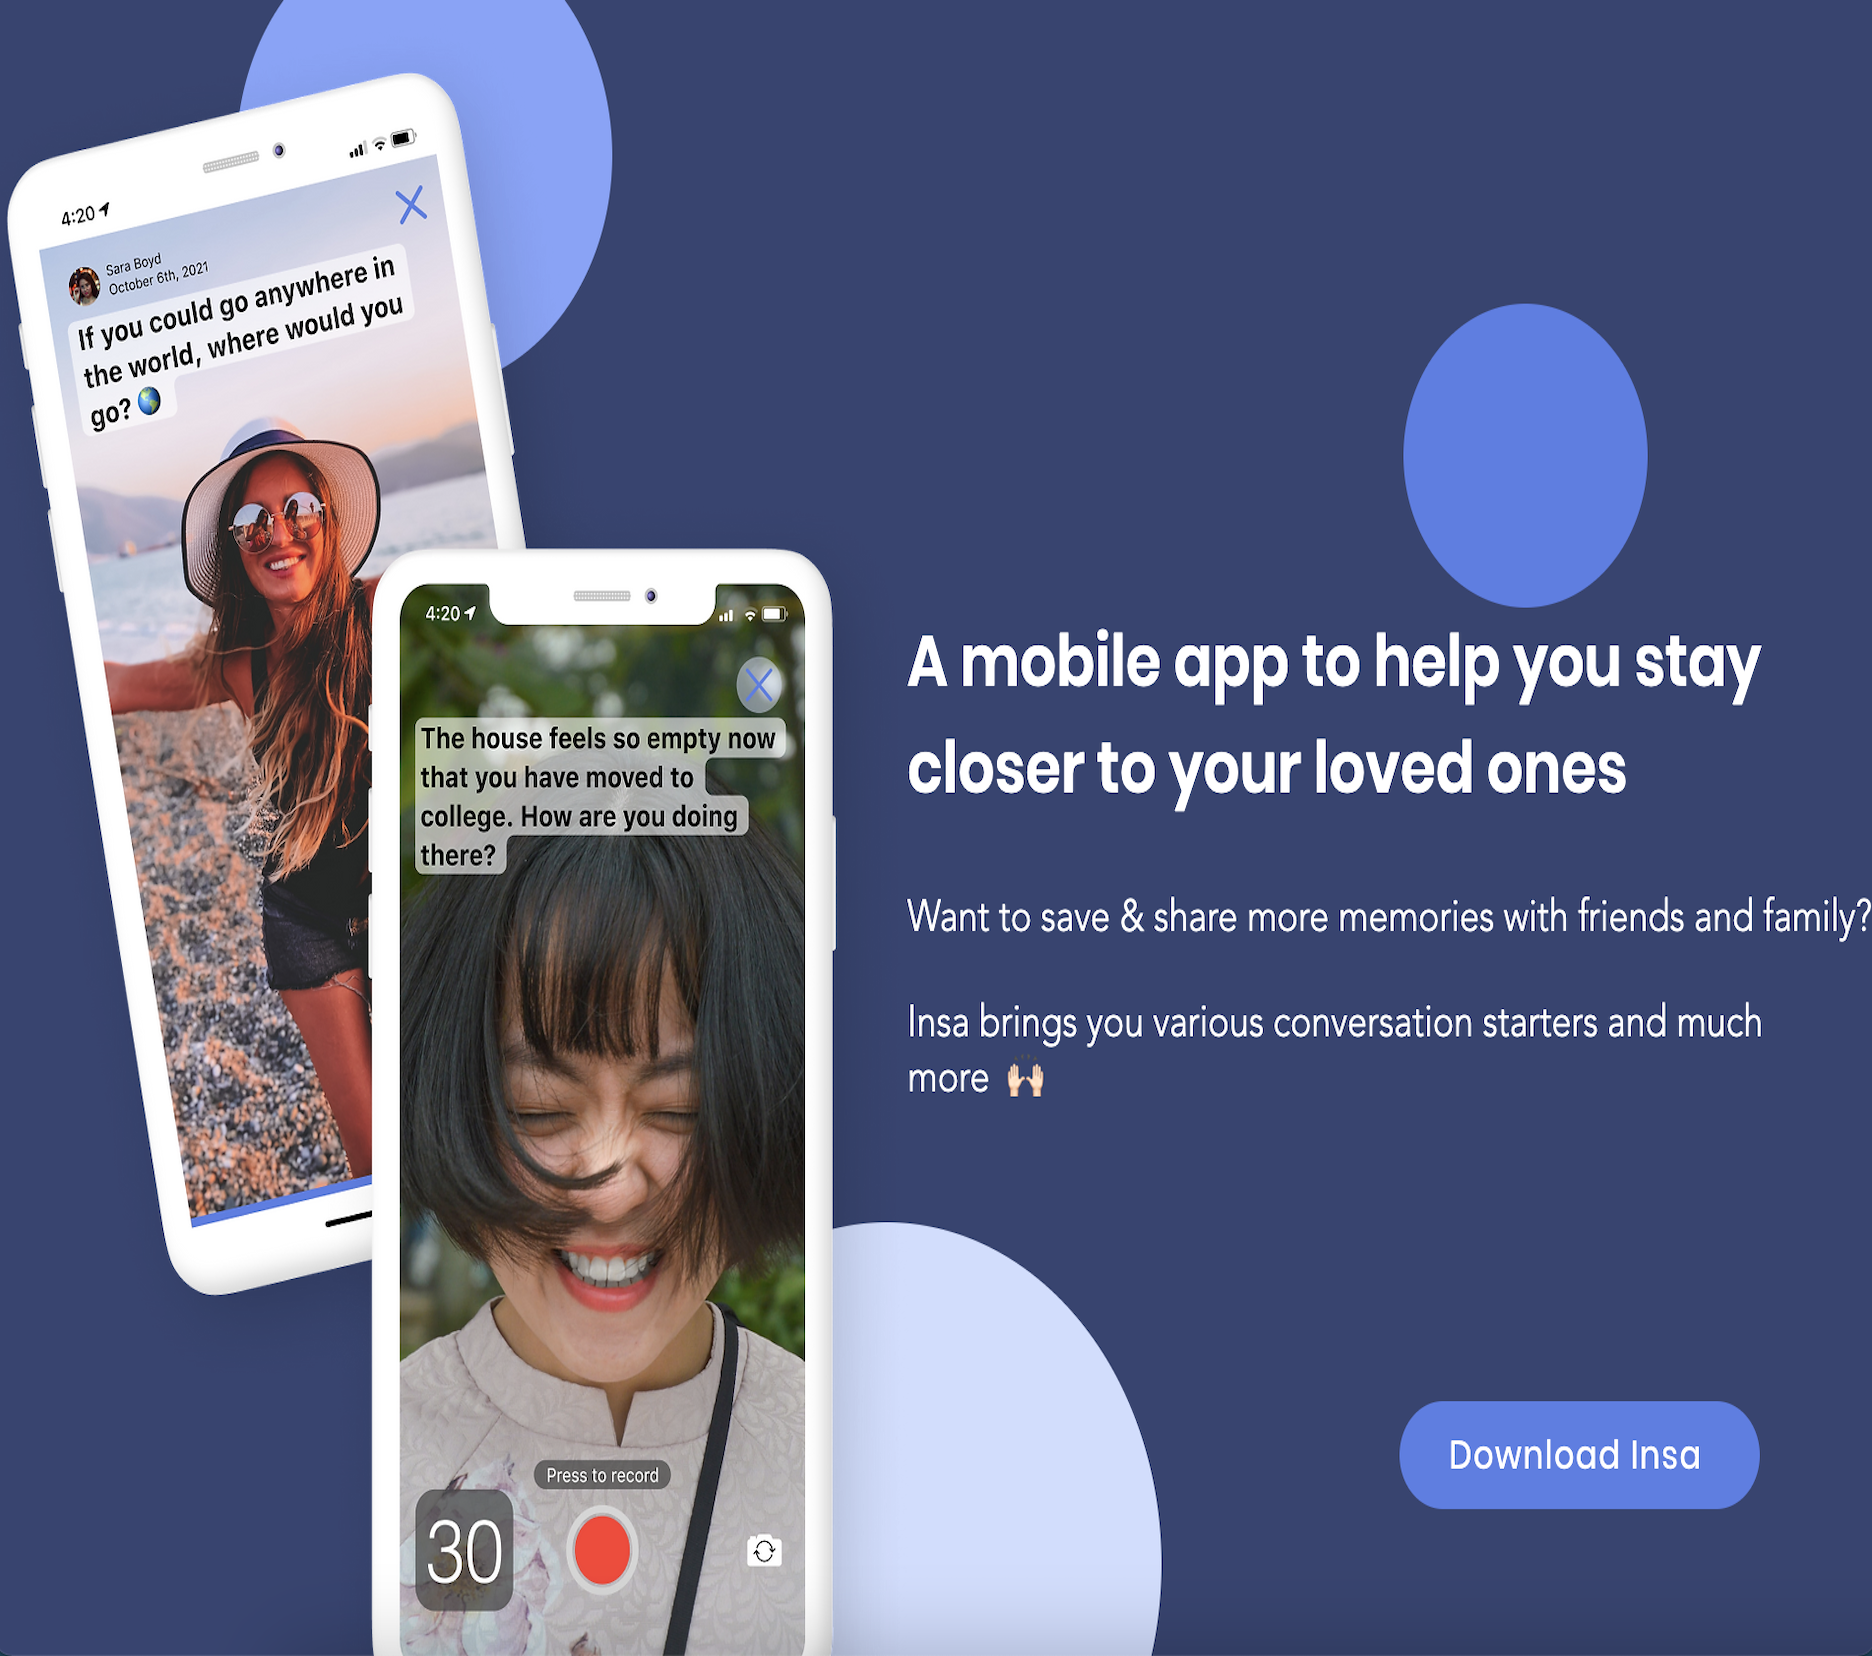 4:20
Sara Boyd
October 6th, 2021
If you could go anywhere in
the world, where would you
go? 🌎
4:20
The house feels so empty now
that you have moved to
college. How are you doing
there?
Press to record
30
A mobile app to help you stay
closer to your loved ones
Want to save & share more memories with friends and family?
Insa brings you various conversation starters and much
more 🙌🏻
Download Insa